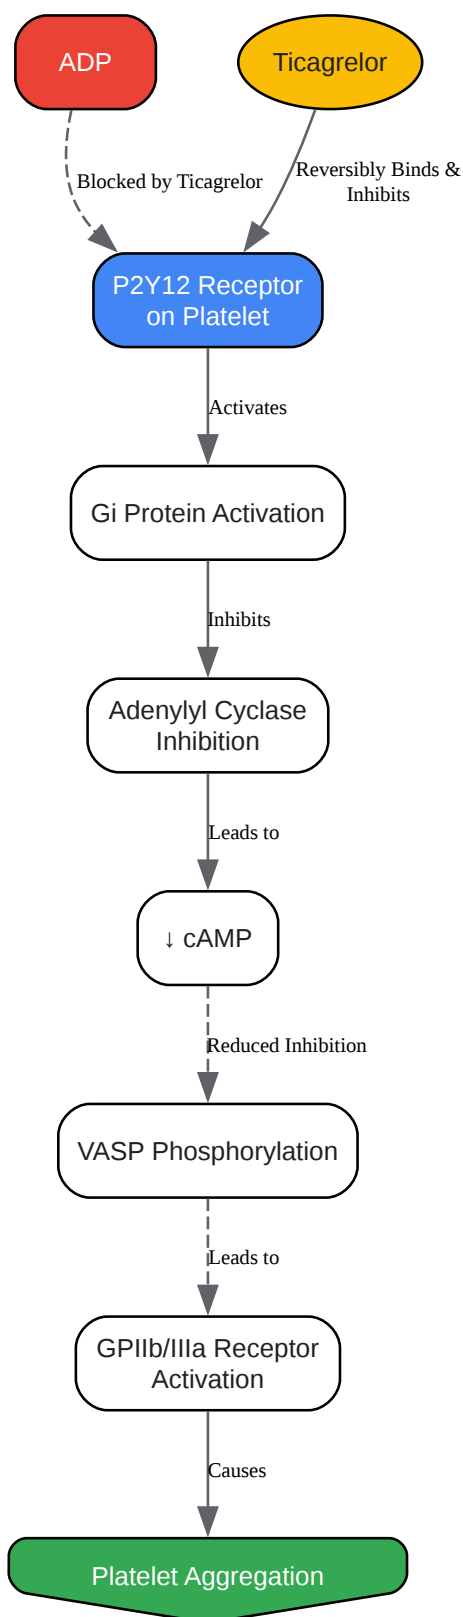 ADP
Ticagrelor
Blocked by Ticagrelor
Reversibly Binds &
Inhibits
P2Y12 Receptor
on Platelet
Activates
Gi Protein Activation
Inhibits
Adenylyl Cyclase
Inhibition
Leads to
↓ cAMP
Reduced Inhibition
VASP Phosphorylation
Leads to
GPIIb/IIIa Receptor
Activation
Causes
Platelet Aggregation